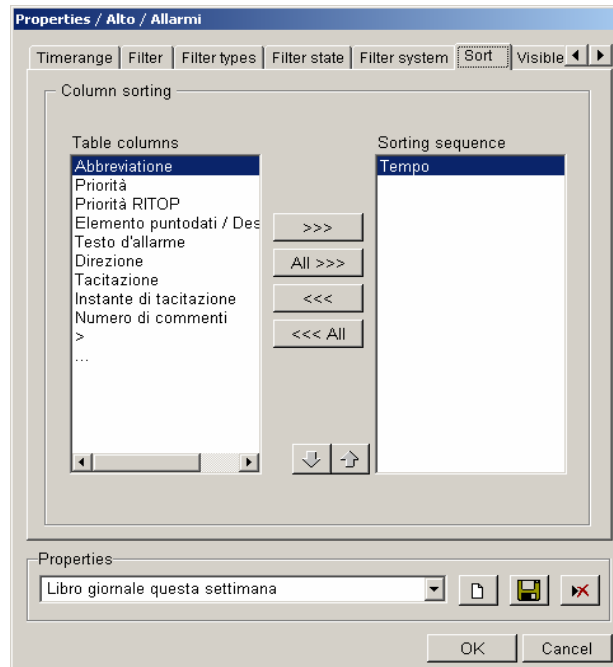 Properties / Alto / Allarmi
Timerange Filter Filter types Filter state Filter system Sort Visible
Column sorting
Table columns
Sorting sequence
Abbreviatione
Priorità
Priorità RITOP
Elemento puntodati / Des
Testo d'allarme
Direzione
Tacitazione
Instante di tacitazione
Numero di commenti
>
...
>>>
All >>>
<<<
<<< All
Tempo
Properties
Libro giornale questa settimana
OK Cancel